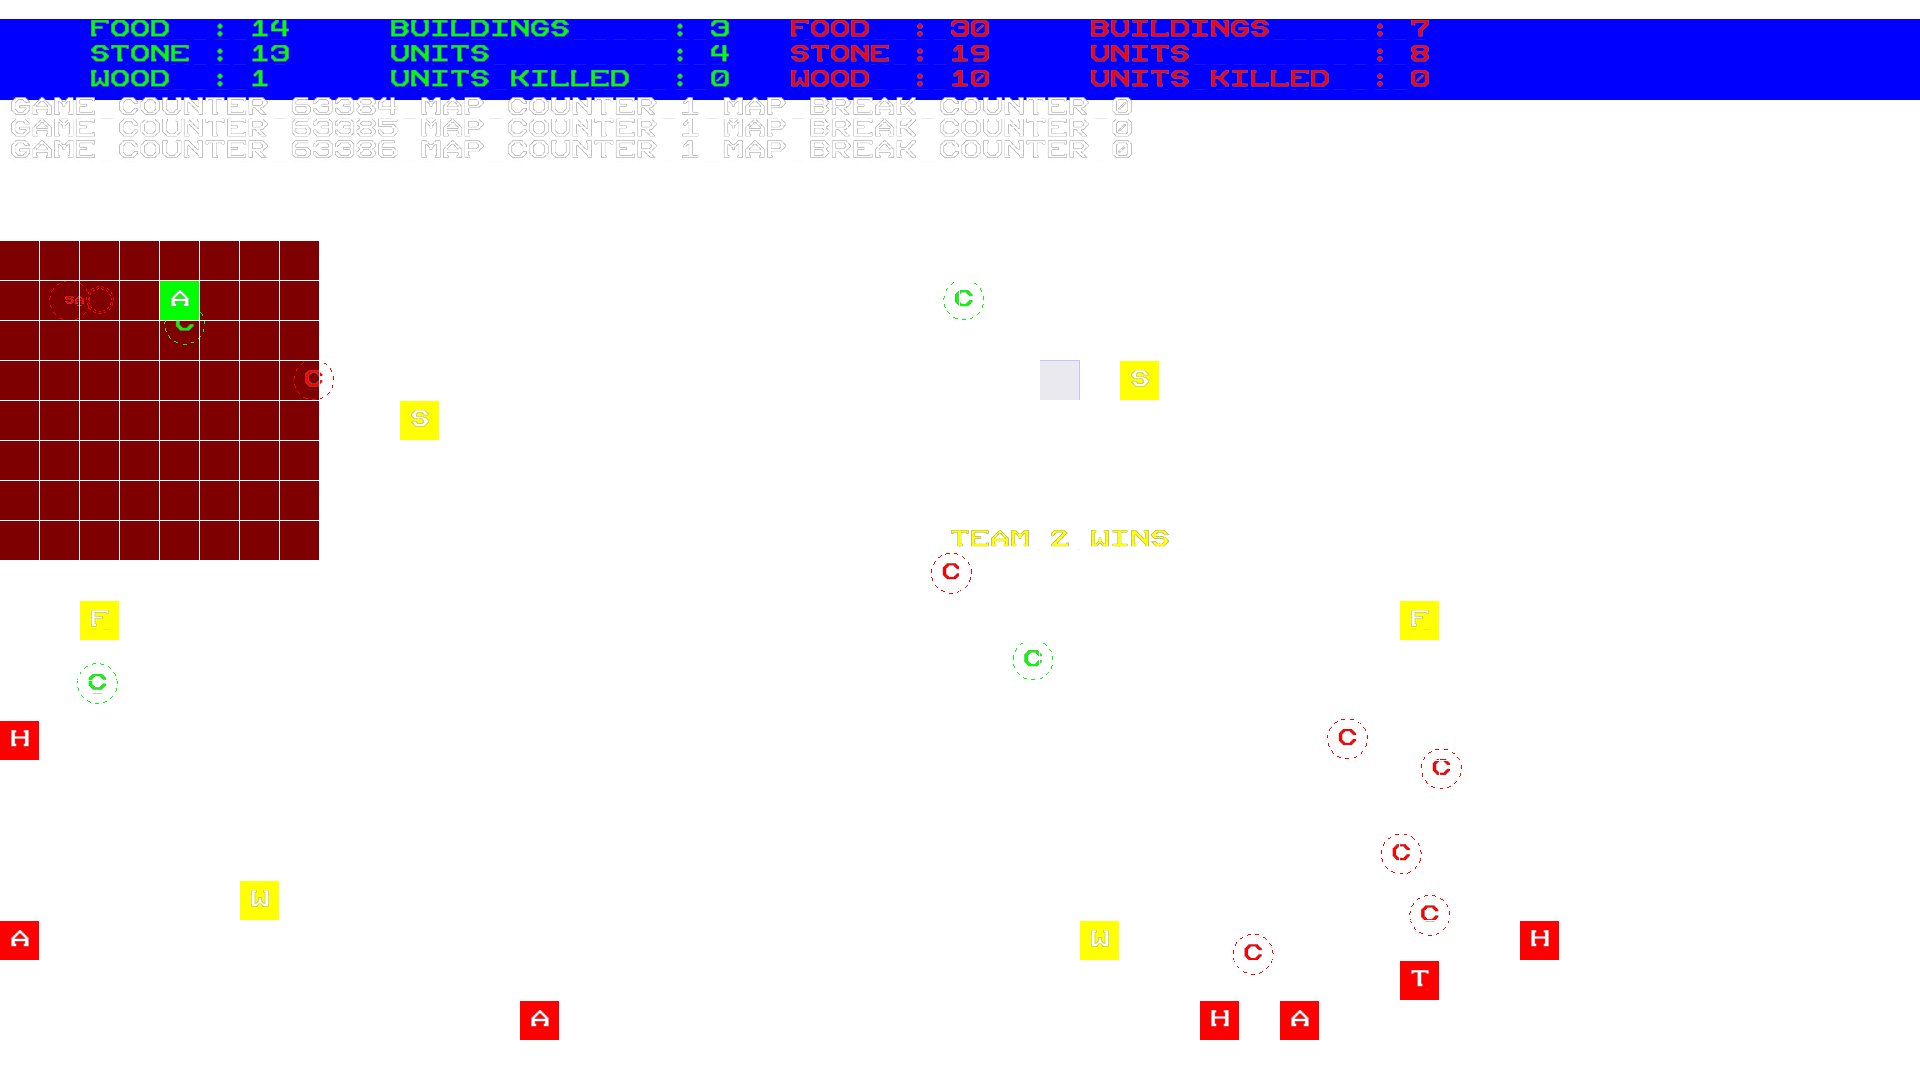 FOOD : 14 BUILDINGS : 3 FOOD : 30 BUILDINGS : 7
STONE : 13 UNITS : 4 STONE : 19 UNITS : 8
WOOD : 1 UNITS KILLED : 0 WOOD : 10 UNITS KILLED : 0
GAME COUNTER 63384 MAP COUNTER 1 MAP BREAK COUNTER 0
GAME COUNTER 63385 MAP COUNTER 1 MAP BREAK COUNTER 0
GAME COUNTER 63386 MAP COUNTER 1 MAP BREAK COUNTER 0
A C
C
C S
S
TEAM 2 WINS
C
F F
C
C
H C
C
C
W
C
A W H
C
T
A H A